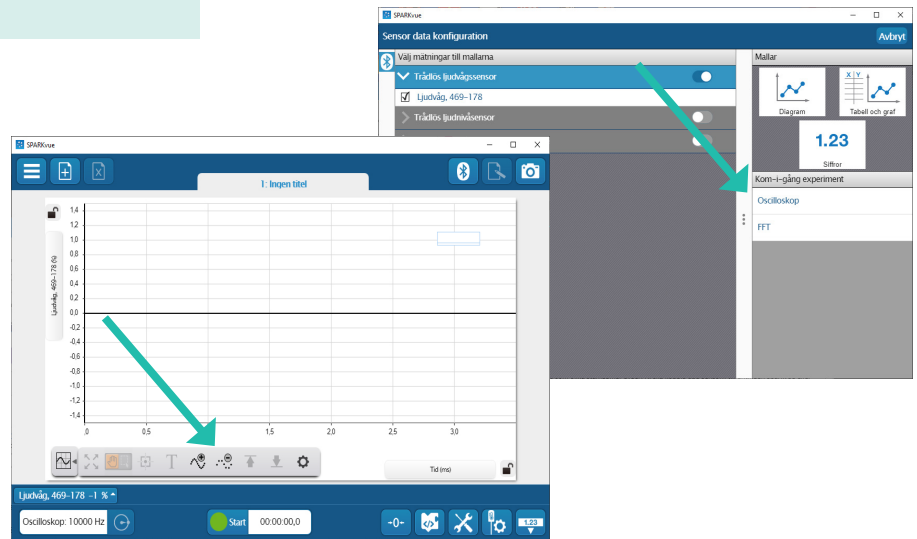 SPARKvue
Sensor data konfiguration
Avbryt
Välj mätningar till mallarna
Trådlös ljudvågssensor
Ljudvåg, 469-178
Trådlös ljudnivåsensor
Mallar
Diagram
X Y
Tabell och graf
1.23
Siffror
Kom-i-gång experiment
Oscilloskop
FFT
SPARKvue
1: Ingen titel
Ljudvåg, 469-178 (%)
1,4
1,2
1,0
0,8
0,6
0,4
0,2
0,0
-0,2
-0,4
-0,6
-0,8
-1,0
-1,2
-1,4
,0
0,5
1,5
2,0
2,5
3,0
T
Tid (ms)
Ljudvåg, 469-178 -1 %
Oscilloskop: 10000 Hz
Start
00:00:00,0
→0←
1.23